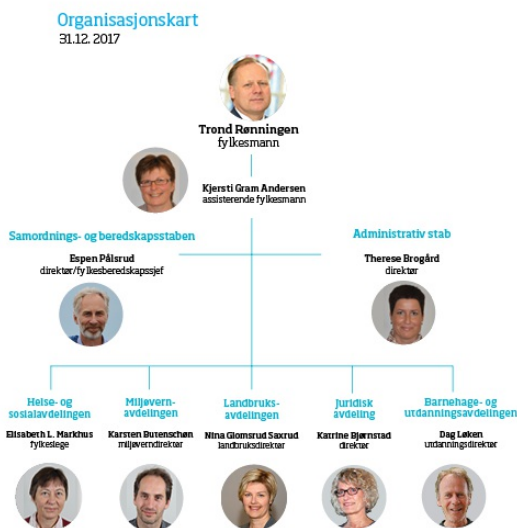 Organisasjonskart
31.12. 2017
Trond Rønningen
fylkesmann
Kjersti Gram Andersen
assisterende fylkesmann
Samordnings- og beredskapsstaben
Espen Pålsrud
direktør/fylkesberedskapssjef
Administrativ stab
Therese Brogård
direktør
Helse- og
sosialavdelingen
Elisabeth L. Markhus
fylkeslege
Miljøvern-
avdelingen
Karsten Butenschøn
miljøverndirektør
Landbruks-
avdelingen
Nina Glomsrud Saxrud
landbruksdirektør
Juridisk
avdeling
Katrine Bjørnstad
direktør
Barnehage- og
utdanningsavdelingen
Dag Løken
utdanningsdirektør